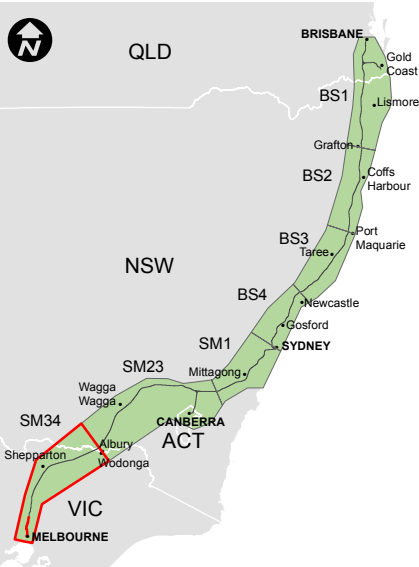 BRISBANE
N
QLD
Gold
Coast
BS1
Lismore
Grafton
BS2
Coffs
Harbour
Port
Maquarie
BS3
Taree
NSW
BS4
Newcastle
Gosford
SM1
SYDNEY
SM23
Mittagong
Wagga
Wagga
SM34
CANBERRA
ACT
Albury
Shepparton
Wodonga
VIC
MELBOURNE